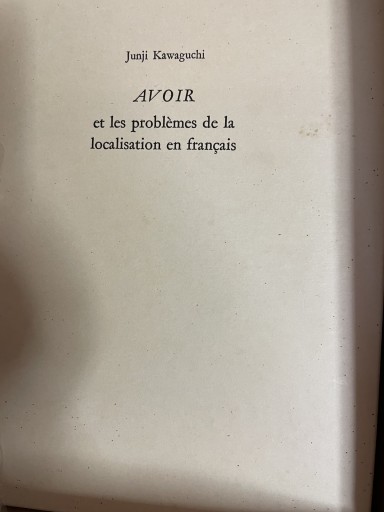 Junji Kawaguchi
AVOIR
et les problèmes de la
localisation en français